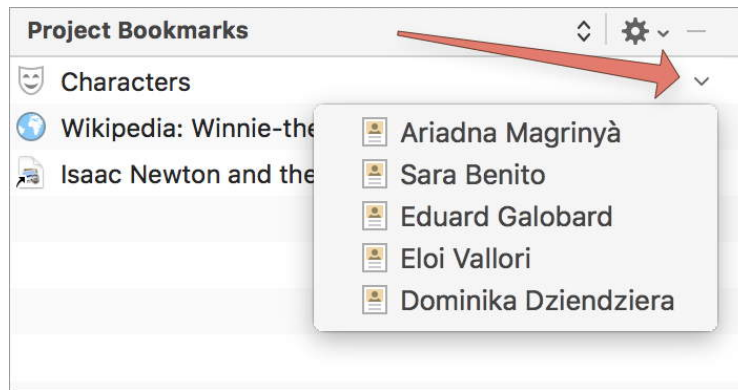 Project Bookmarks
Characters
Wikipedia: Winnie-the
Isaac Newton and the
Ariadna Magrinyà
Sara Benito
Eduard Galobard
Eloi Vallori
Dominika Dziendziera